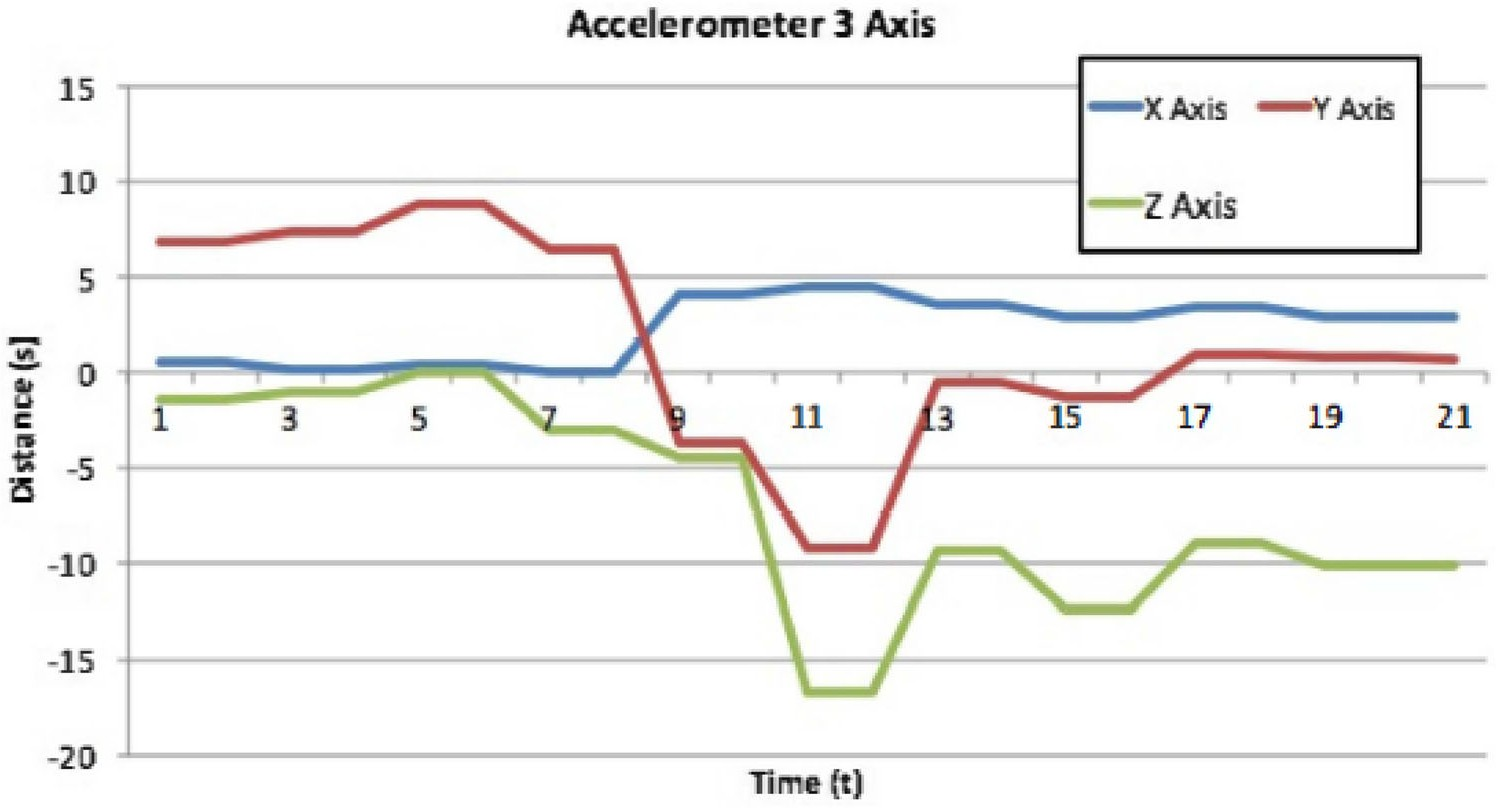 Accelerometer 3 Axis
X Axis Y Axis
Z Axis
15
10
5
0
-5
-10
-15
-20
Distance (s)
1 3 5 7 9 11 13 15 17 19 21
Time (t)